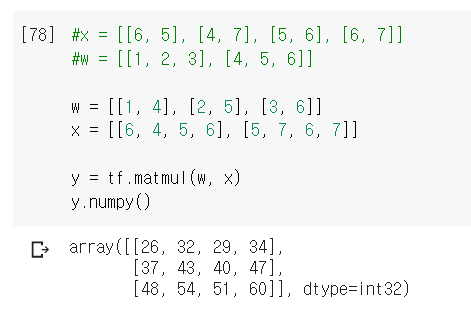 [78] #x = [[6, 5], [4, 7], [5, 6], [6, 7]]
#w = [[1, 2, 3], [4, 5, 6]]
w = [[1, 4], [2, 5], [3, 6]]
x = [[6, 4, 5, 6], [5, 7, 6, 7]]
y = tf.matmul(w, x)
y.numpy()
array([[26, 32, 29, 34],
[37, 43, 40, 47],
[48, 54, 51, 60]], dtype=int32)